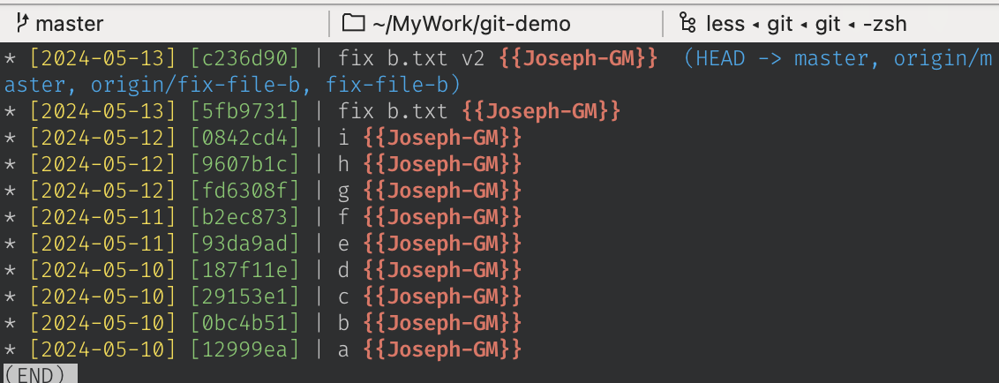 master ~/MyWork/git-demo less ◂ git ◂ git ◂ -zsh
* [2024-05-13] [c236d90] | fix b.txt v2 {{Joseph-GM}}  (HEAD -> master, origin/m
aster, origin/fix-file-b, fix-file-b)
* [2024-05-13] [5fb9731] | fix b.txt {{Joseph-GM}}
* [2024-05-12] [0842cd4] | i {{Joseph-GM}}
* [2024-05-12] [9607b1c] | h {{Joseph-GM}}
* [2024-05-12] [fd6308f] | g {{Joseph-GM}}
* [2024-05-11] [b2ec873] | f {{Joseph-GM}}
* [2024-05-11] [93da9ad] | e {{Joseph-GM}}
* [2024-05-10] [187f11e] | d {{Joseph-GM}}
* [2024-05-10] [29153e1] | c {{Joseph-GM}}
* [2024-05-10] [0bc4b51] | b {{Joseph-GM}}
* [2024-05-10] [12999ea] | a {{Joseph-GM}}
(END)